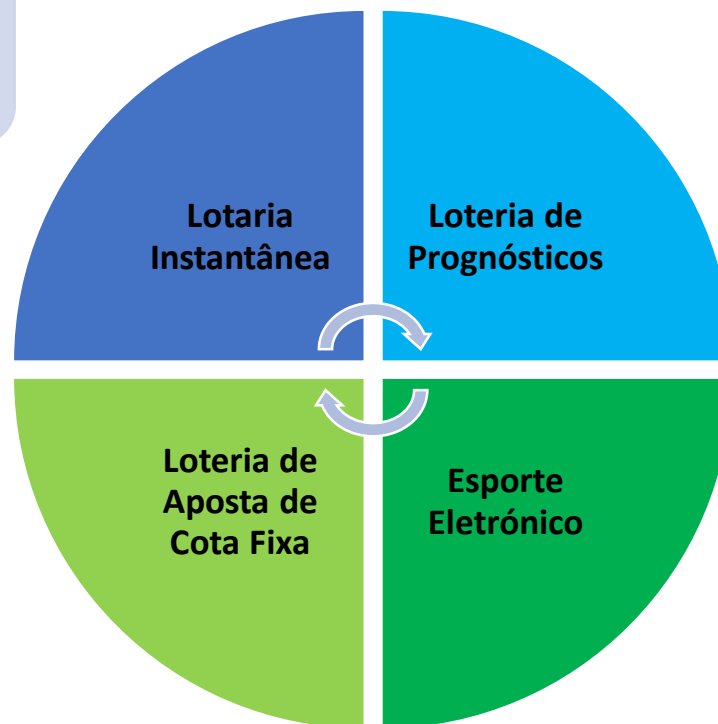 Lotaria
Instantânea
Loteria de
Prognósticos
Loteria de
Aposta de
Cota Fixa
Esporte
Eletrónico